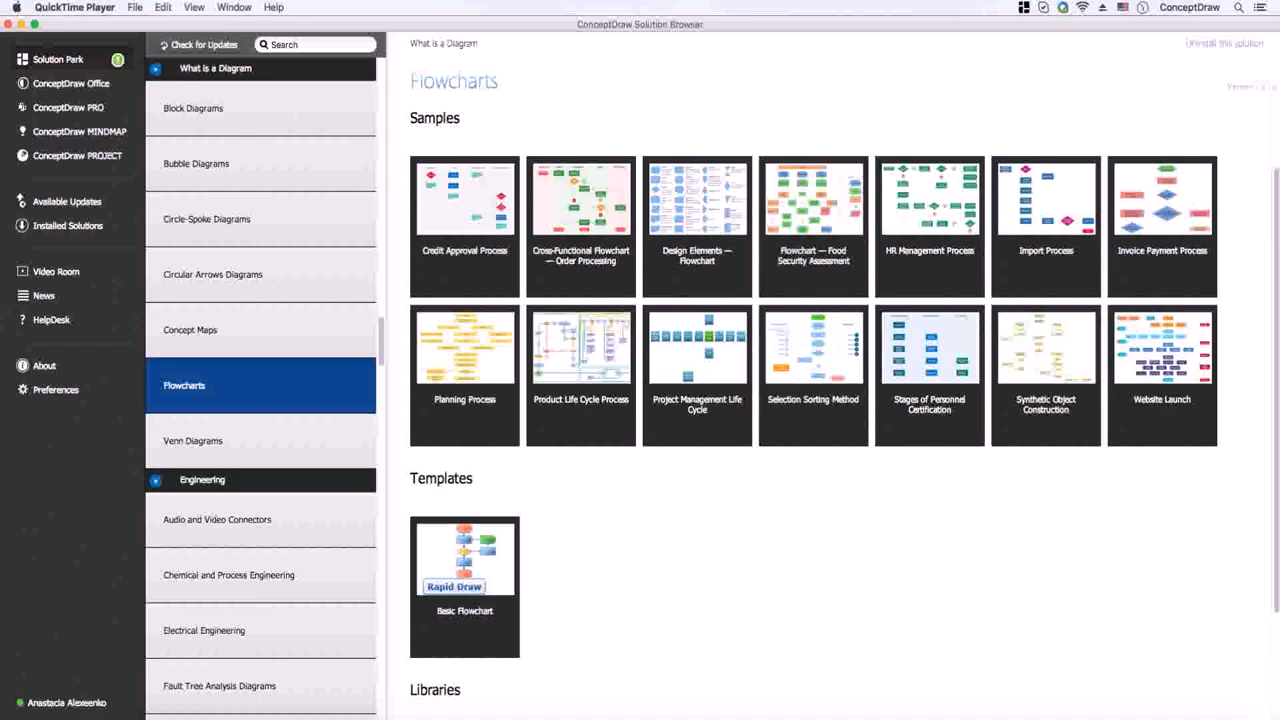 QuickTime Player File Edit View Window Help ConceptDraw
ConceptDraw Solution Browser
Solution Park
ConceptDraw Office
ConceptDraw PRO
ConceptDraw MINDMAP
ConceptDraw PROJECT
Available Updates
Installed Solutions
Video Room
News
HelpDesk
About
Preferences
Anastacia Alexeenko
Check for Updates Search
What is a Diagram
Block Diagrams
Bubble Diagrams
Circle-Spoke Diagrams
Circular Arrows Diagrams
Concept Maps
Flowcharts
Venn Diagrams
Engineering
Audio and Video Connectors
Chemical and Process Engineering
Electrical Engineering
Fault Tree Analysis Diagrams
What is a Diagram
Uninstall this solution
Flowcharts
Samples
Credit Approval Process
Cross-Functional Flowchart
— Order Processing
Design Elements —
Flowchart
Flowchart — Food
Security Assessment
HR Management Process
Import Process
Invoice Payment Process
Planning Process
Product Life Cycle Process
Project Management Life
Cycle
Selection Sorting Method
Stages of Personnel
Certification
Synthetic Object
Construction
Website Launch
Templates
Rapid Draw
Basic Flowchart
Libraries